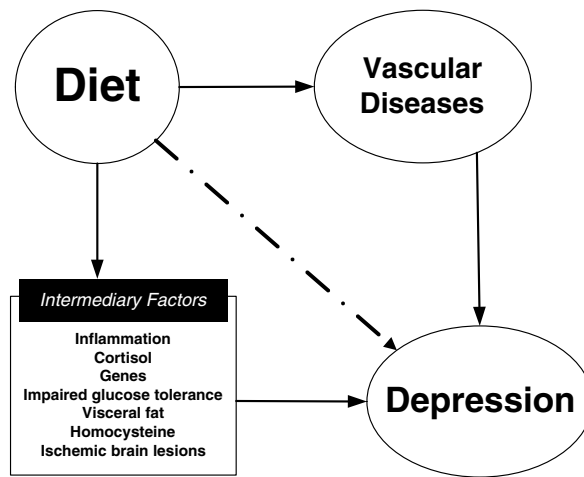 Diet
Vascular
Diseases
Intermediary Factors
Inflammation
Cortisol
Genes
Impaired glucose tolerance
Visceral fat
Homocysteine
Ischemic brain lesions
Depression